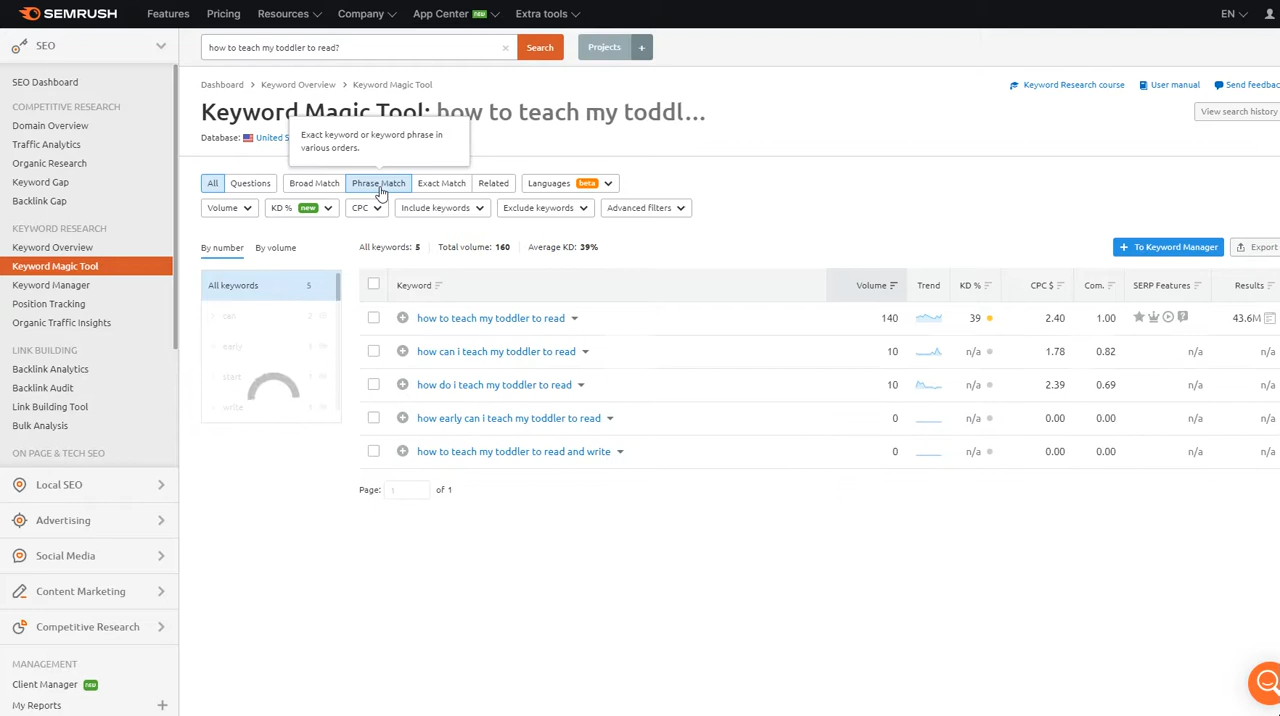 SEMRUSH Features Pricing Resources Company App Center new Extra tools EN
SEO
how to teach my toddler to read? × Search Projects +
SEO Dashboard
COMPETITIVE RESEARCH
Domain Overview
Traffic Analytics
Organic Research
Keyword Gap
Backlink Gap
KEYWORD RESEARCH
Keyword Overview
Keyword Magic Tool
Keyword Manager
Position Tracking
Organic Traffic Insights
LINK BUILDING
Backlink Analytics
Backlink Audit
Link Building Tool
Bulk Analysis
ON PAGE & TECH SEO
Local SEO
Advertising
Social Media
Content Marketing
Competitive Research
MANAGEMENT
Client Manager new
My Reports +
Dashboard > Keyword Overview > Keyword Magic Tool
Keyword Research course User manual Send feedbac
Keyword Magic Tool: how to teach my toddl...
View search history
Database: United S
Exact keyword or keyword phrase in
various orders.
All Questions Broad Match Phrase Match Exact Match Related Languages beta
Volume KD % new CPC Include keywords Exclude keywords Advanced filters
By number By volume
All keywords: 5 Total volume: 160 Average KD: 39%
+ To Keyword Manager Export
All keywords 5
can 2
early 1
start 1
write 1
Keyword Volume Trend KD % CPC $ Com. SERP Features Results
how to teach my toddler to read 140 39 2.40 1.00 43.6M
how can i teach my toddler to read 10 n/a 1.78 0.82 n/a n/a
how do i teach my toddler to read 10 n/a 2.39 0.69 n/a n/a
how early can i teach my toddler to read 0 n/a 0.00 0.00 n/a n/a
how to teach my toddler to read and write 0 n/a 0.00 0.00 n/a n/a
Page: 1 of 1